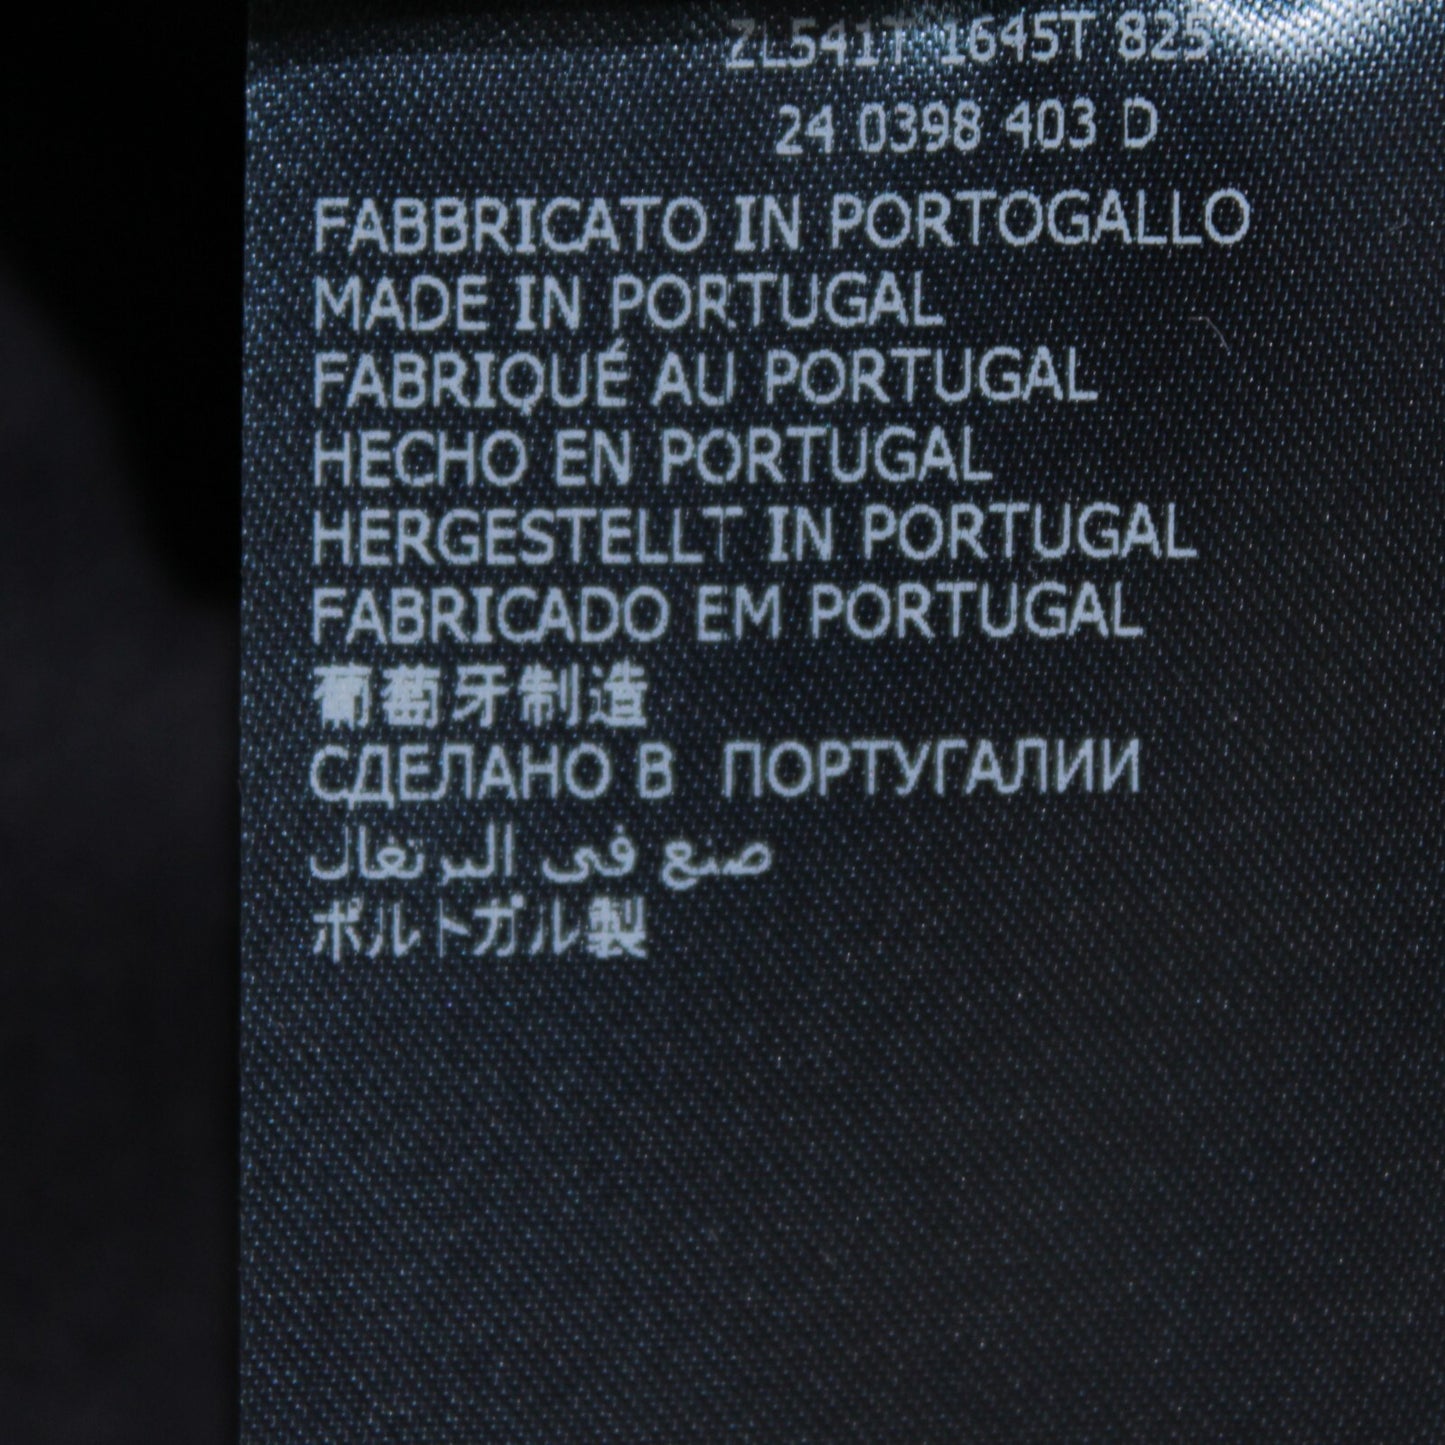 ZL541T 1645T 825
24 0398 403 D
FABBRICATO IN PORTOGALLO
MADE IN PORTUGAL
FABRIQUÉ AU PORTUGAL
HECHO EN PORTUGAL
HERGESTELLT IN PORTUGAL
FABRICADO EM PORTUGAL
葡萄牙制造
СДЕЛАНО В ПОРТУГАЛИИ
صنع فى البرتغال
ポルトガル製